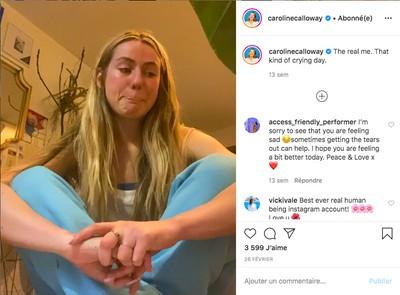 carolinecalloway • Abonné(e) •••
carolinecalloway The real me. That
kind of crying day.
13 sem
access_friendly_performer I'm
sorry to see that you are feeling
sad 😔sometimes getting the tears
out can help. I hope you are feeling
a bit better today. Peace & Love x
❤️
13 sem Répondre
vickivale Best ever real human
being instagram account! 🌸🌸🌸
Love u 🌹
3 599 J'aime
26 FÉVRIER
Ajouter un commentaire... Publier